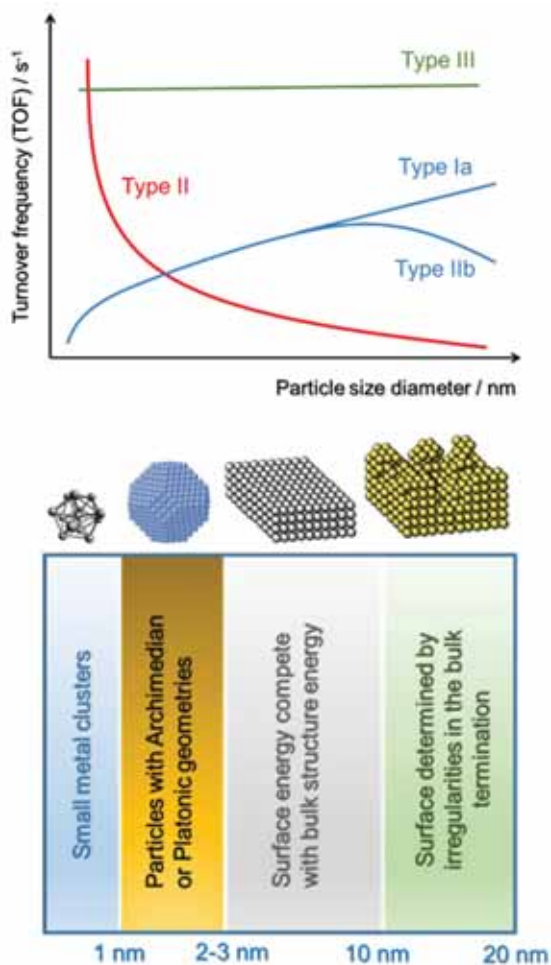 Turnover frequency (TOF) / s⁻¹
Type III
Type Ia
Type II
Type IIb
Particle size diameter / nm
Small metal clusters
Particles with Archimedian
or Platonic geometries
Surface energy compete
with bulk structure energy
Surface determined by
irregularities in the bulk
termination
1 nm
2-3 nm
10 nm
20 nm